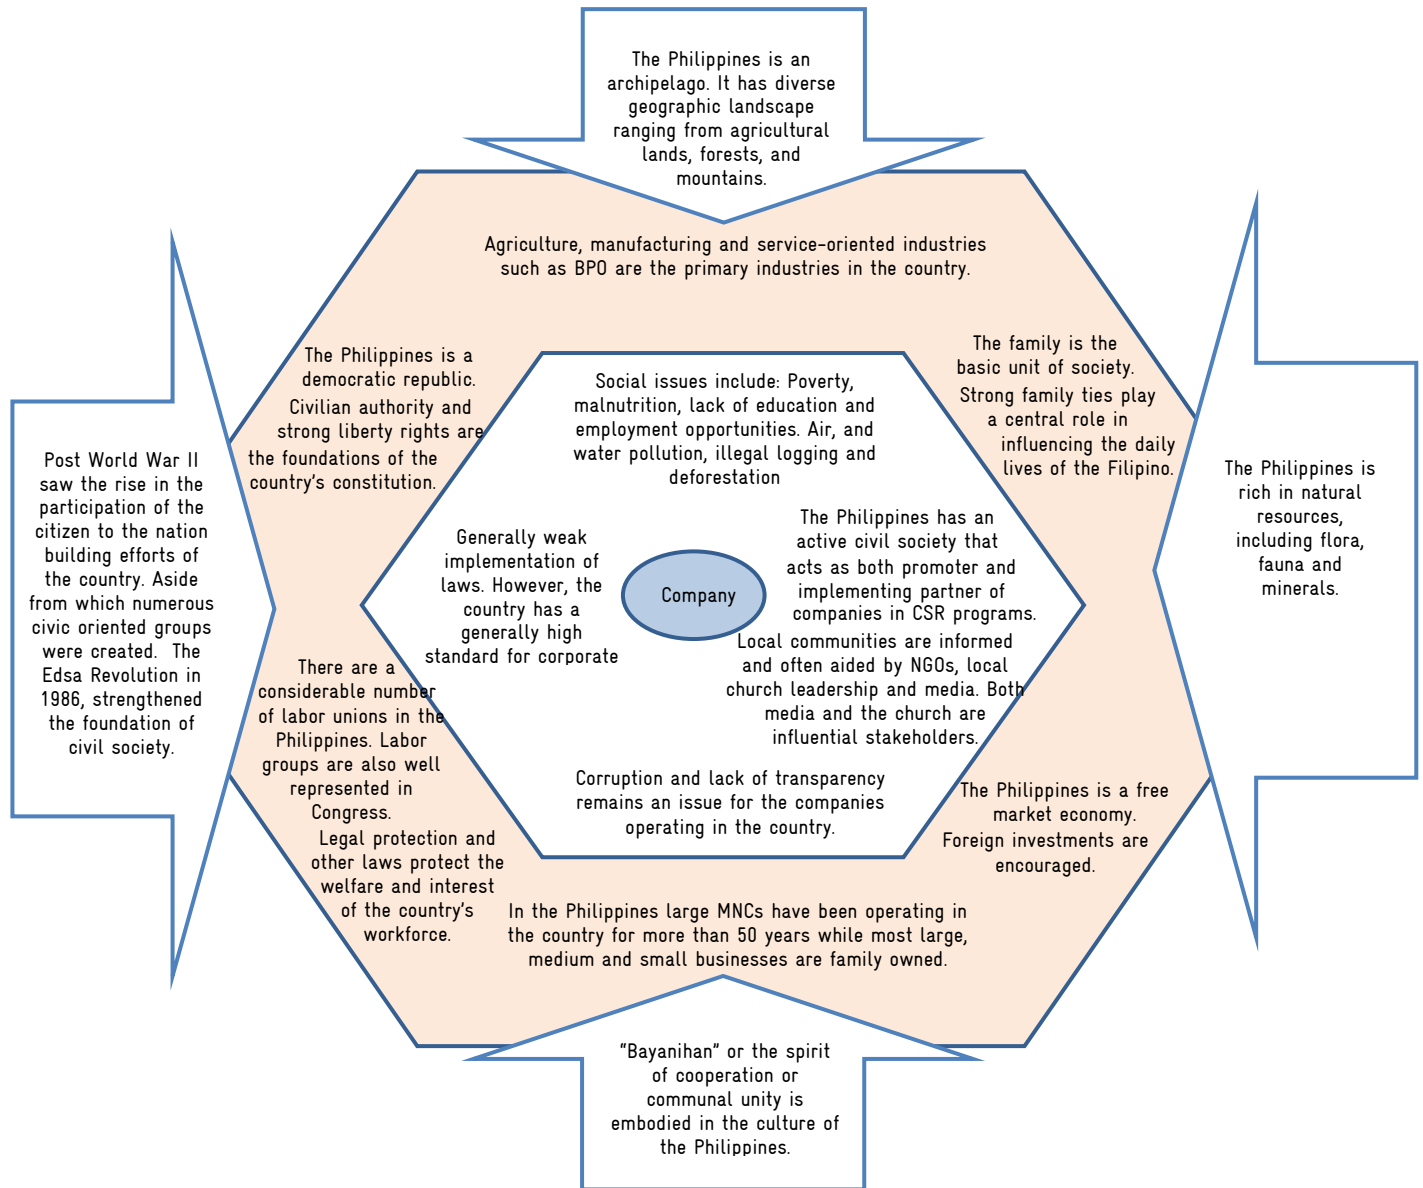 The Philippines is an
archipelago. It has diverse
geographic landscape
ranging from agricultural
lands, forests, and
mountains.
Agriculture, manufacturing and service-oriented industries
such as BPO are the primary industries in the country.
The Philippines is a
democratic republic.
Civilian authority and
strong liberty rights are
the foundations of the
country's constitution.
The family is the
basic unit of society.
Strong family ties play
a central role in
influencing the daily
lives of the Filipino.
Social issues include: Poverty,
malnutrition, lack of education and
employment opportunities. Air, and
water pollution, illegal logging and
deforestation
Post World War II
saw the rise in the
participation of the
citizen to the nation
building efforts of
the country. Aside
from which numerous
civic oriented groups
were created. The
Edsa Revolution in
1986, strengthened
the foundation of
civil society.
Generally weak
implementation of
laws. However, the
country has a
generally high
standard for corporate
Company
The Philippines has an
active civil society that
acts as both promoter and
implementing partner of
companies in CSR programs.
Local communities are informed
and often aided by NGOs, local
church leadership and media. Both
media and the church are
influential stakeholders.
The Philippines is
rich in natural
resources,
including flora,
fauna and
minerals.
There are a
considerable number
of labor unions in the
Philippines. Labor
groups are also well
represented in
Congress.
Legal protection and
other laws protect the
welfare and interest
of the country's
workforce.
Corruption and lack of transparency
remains an issue for the companies
operating in the country.
The Philippines is a free
market economy.
Foreign investments are
encouraged.
In the Philippines large MNCs have been operating in
the country for more than 50 years while most large,
medium and small businesses are family owned.
"Bayanihan" or the spirit
of cooperation or
communal unity is
embodied in the culture of
the Philippines.